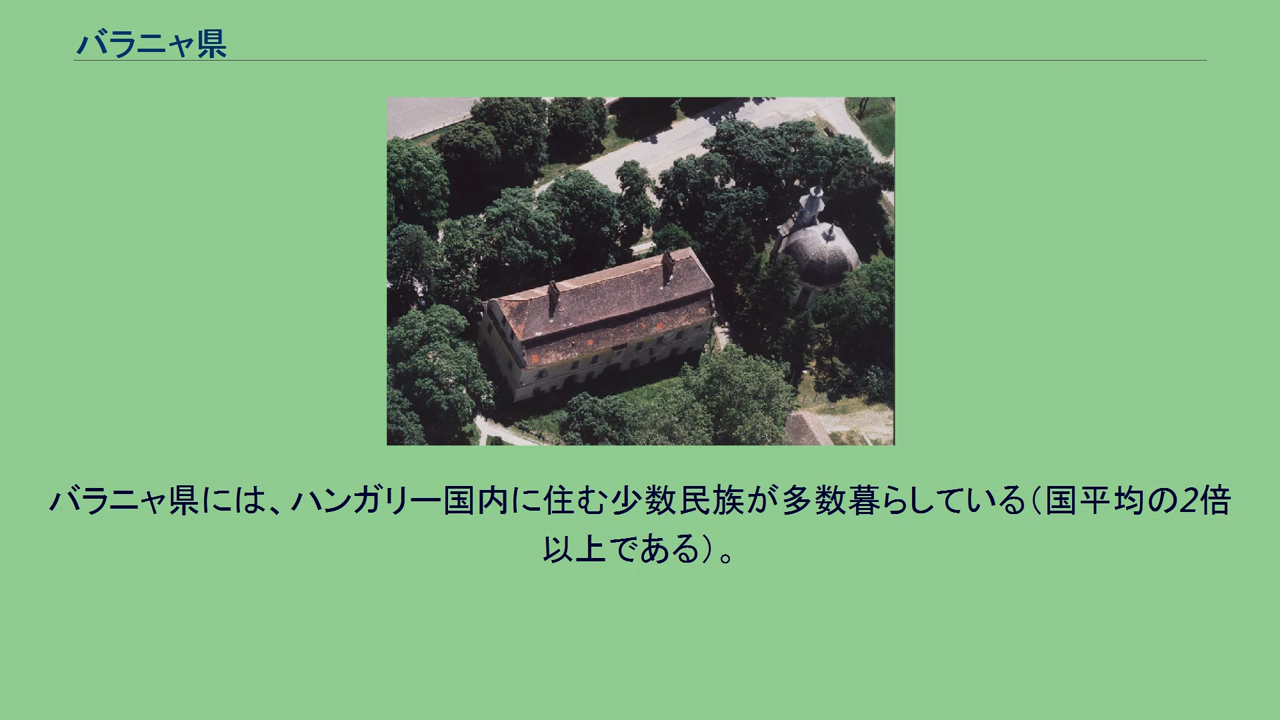 バラニャ県
バラニャ県には、ハンガリー国内に住む少数民族が多数暮らしている（国平均の2倍
以上である）。